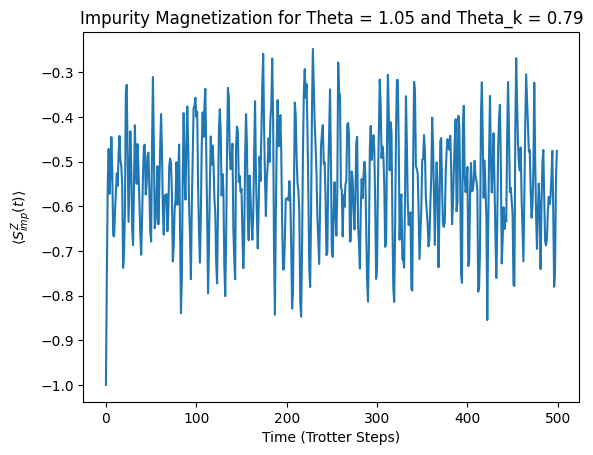 Impurity Magnetization for Theta = 1.05 and Theta_k = 0.79
−0.3
−0.4
−0.5
−0.6
−0.7
−0.8
−0.9
−1.0
⟨S^Z_imp(t)⟩
0 100 200 300 400 500
Time (Trotter Steps)